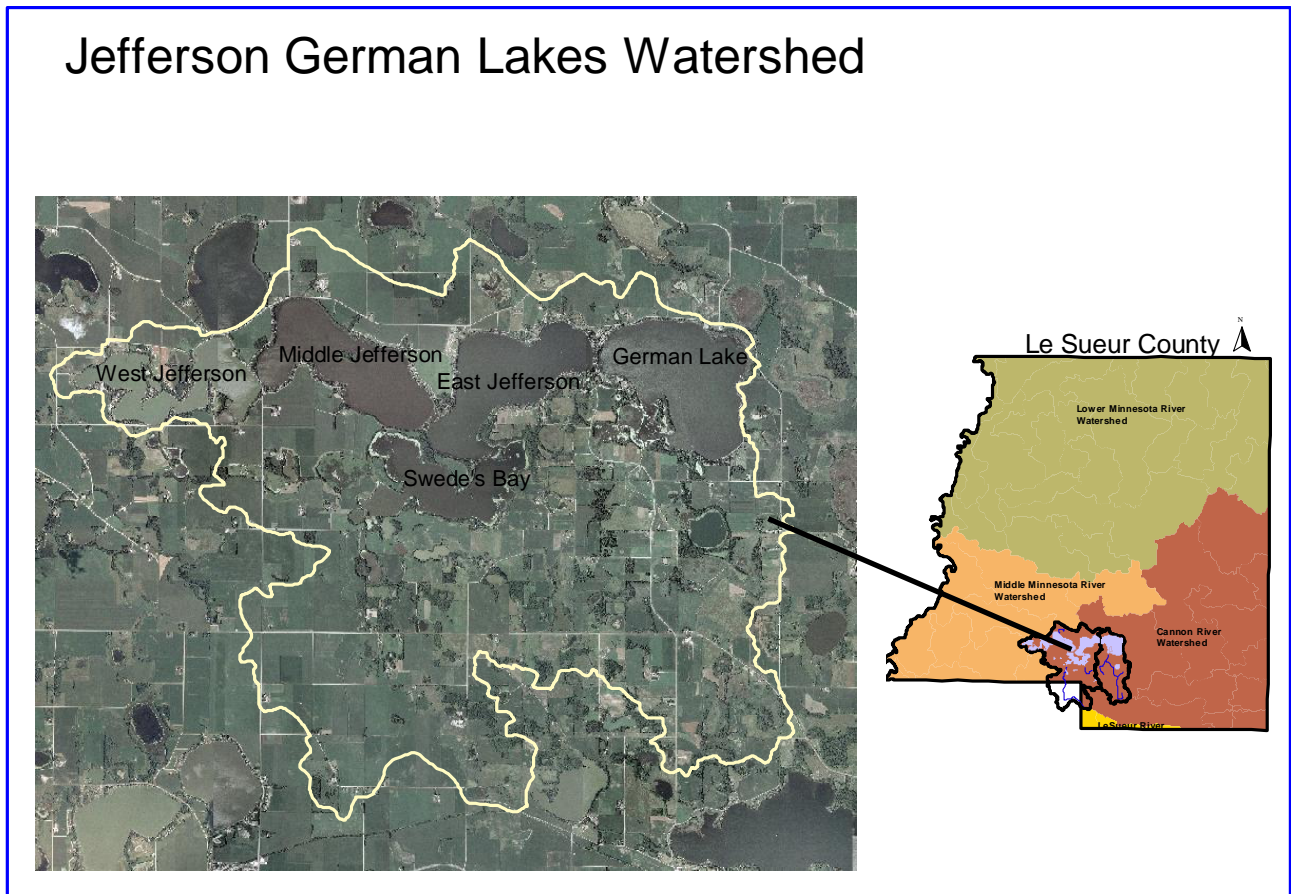 Jefferson German Lakes Watershed
Middle Jefferson
German Lake
West Jefferson
East Jefferson
Swede's Bay
N
Le Sueur County
Lower Minnesota River
Watershed
Middle Minnesota River
Watershed
Cannon River
Watershed
LeSueur River